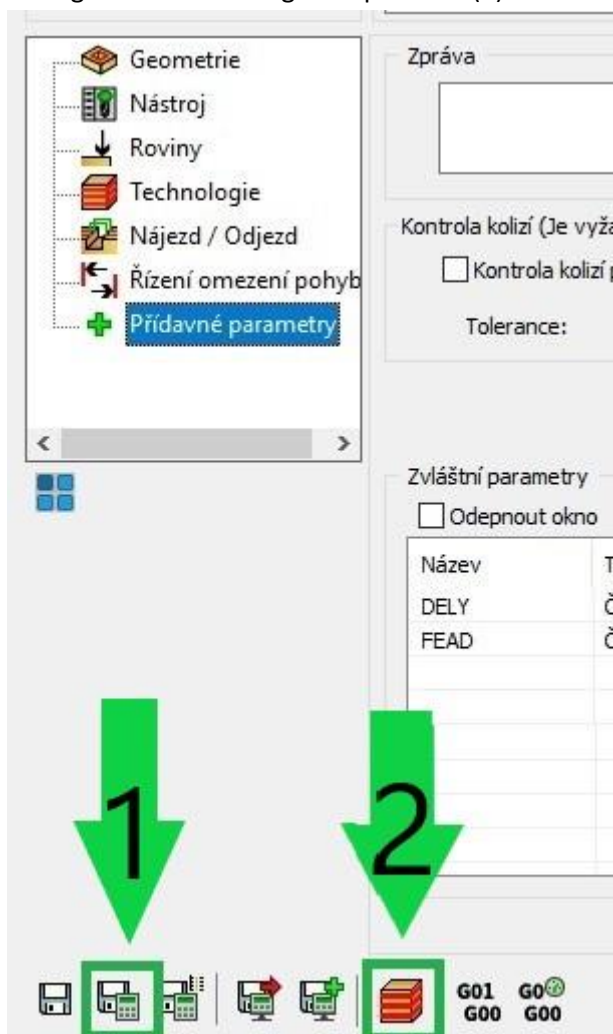 Geometrie
Nástroj
Roviny
Technologie
Nájezd / Odjezd
Řízení omezení pohyb
Přídavné parametry
Zpráva
Kontrola kolizí (Je vyža
Kontrola kolizí p
Tolerance:
Zvláštní parametry
Odepnout okno
Název T
DELY Č
FEAD Č
1
2
G01 G0
G00 G00